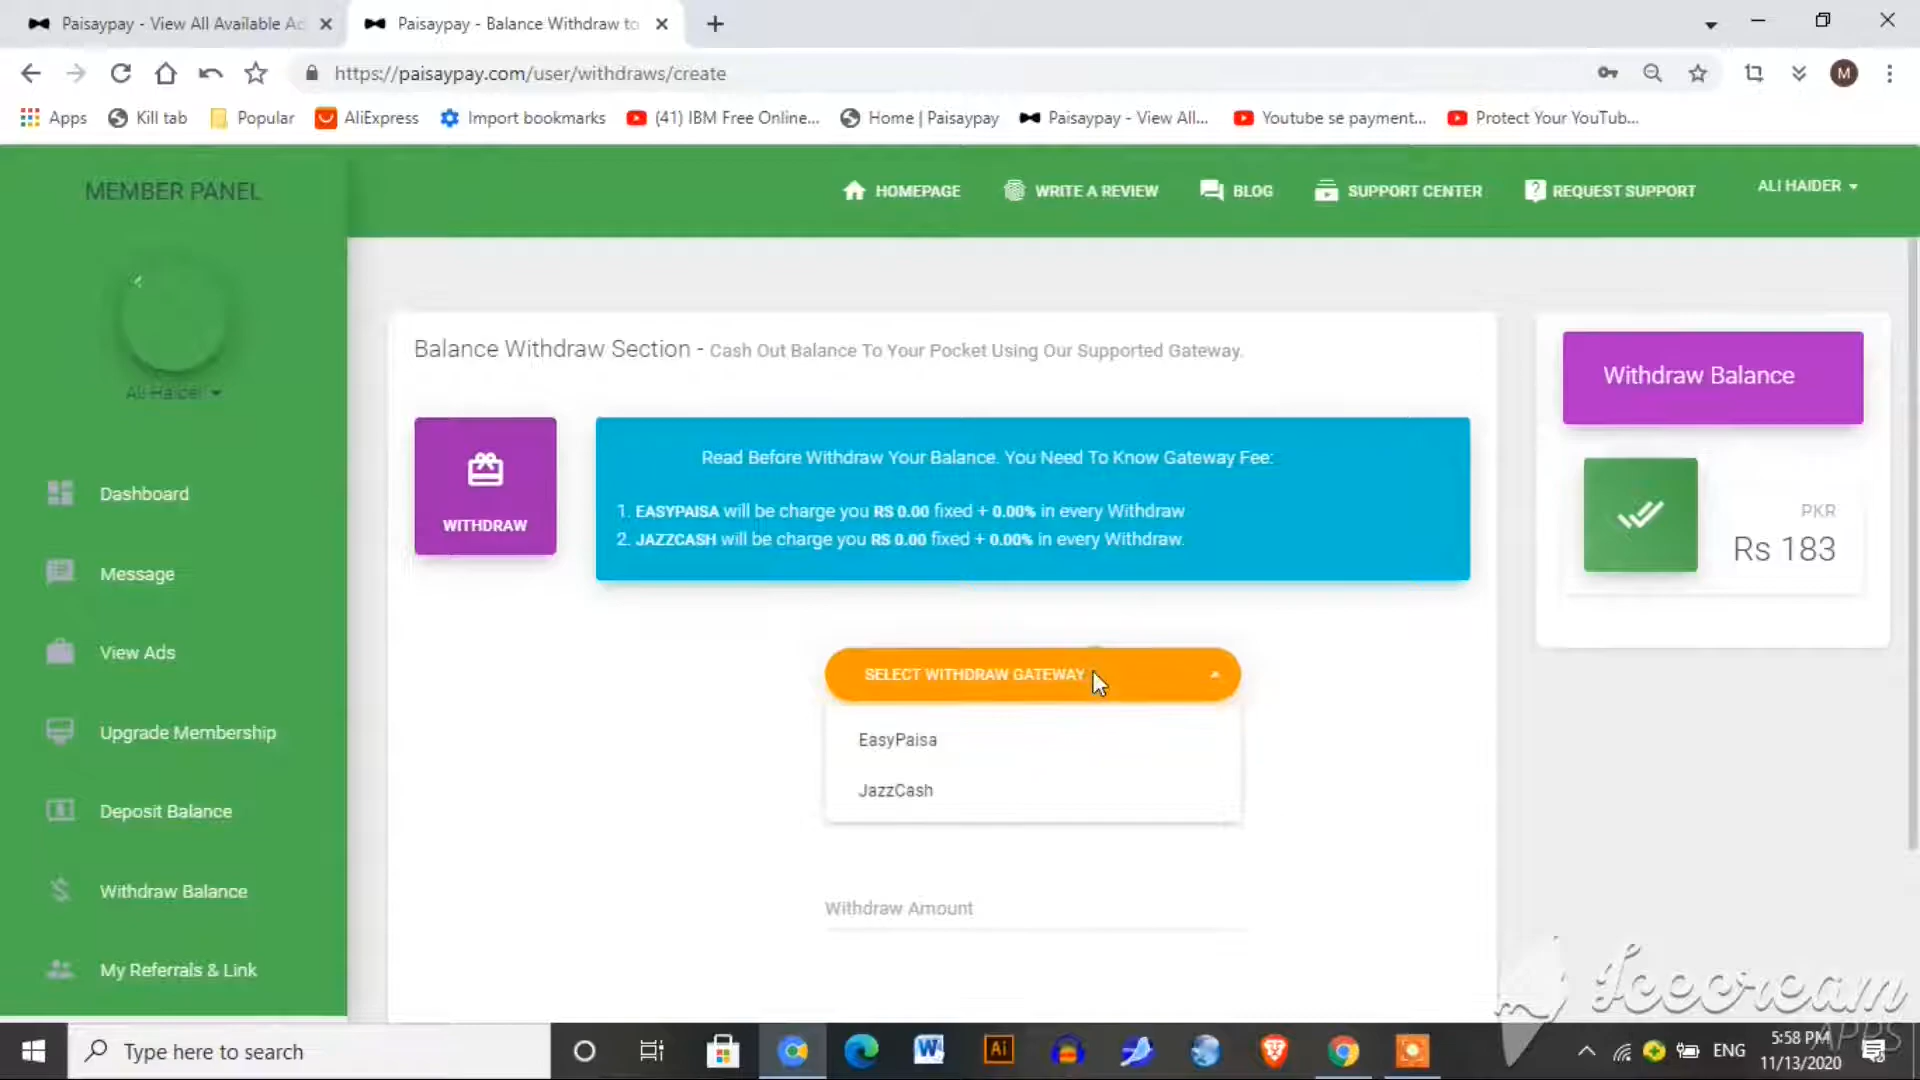 Paisaypay - View All Available Ad
Paisaypay - Balance Withdraw to
https://paisaypay.com/user/withdraws/create
M
Apps
Kill tab
Popular
AliExpress
Import bookmarks
(41) IBM Free Online...
Home | Paisaypay
Paisaypay - View All...
Youtube se payment...
Protect Your YouTub...
MEMBER PANEL
HOMEPAGE
WRITE A REVIEW
BLOG
SUPPORT CENTER
REQUEST SUPPORT
ALI HAIDER
Ali Haider
Dashboard
Message
View Ads
Upgrade Membership
Deposit Balance
Withdraw Balance
My Referrals & Link
Balance Withdraw Section - Cash Out Balance To Your Pocket Using Our Supported Gateway.
WITHDRAW
Read Before Withdraw Your Balance. You Need To Know Gateway Fee:
1. EASYPAISA will be charge you RS 0.00 fixed + 0.00% in every Withdraw
2. JAZZCASH will be charge you RS 0.00 fixed + 0.00% in every Withdraw.
SELECT WITHDRAW GATEWAY
EasyPaisa
JazzCash
Withdraw Amount
Withdraw Balance
PKR
Rs 183
Icecream
APPS
Type here to search
W
Ai
ENG
5:58 PM
11/13/2020